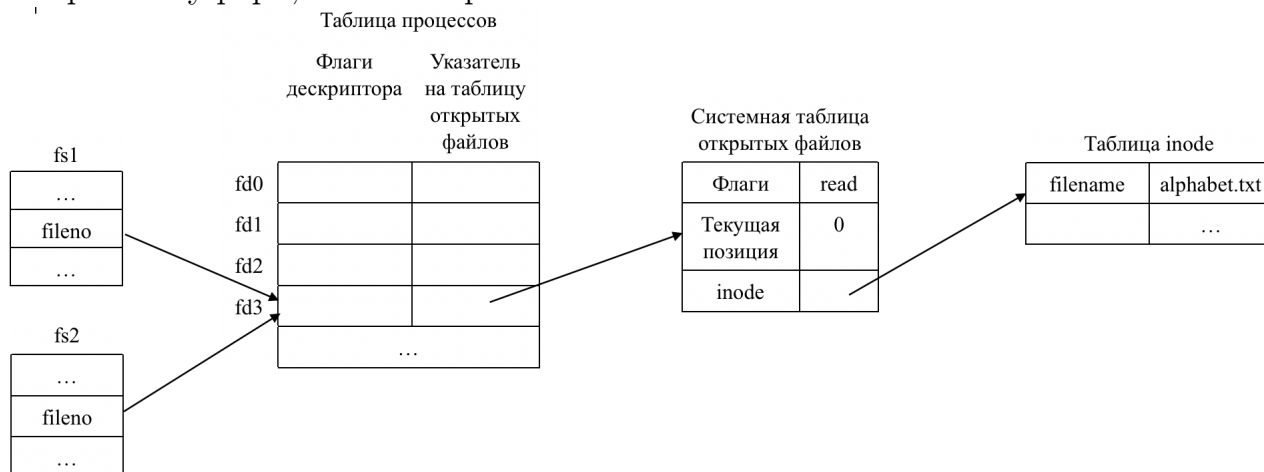 Таблица процессов
Флаги
дескриптора
Указатель
на таблицу
открытых
файлов
Системная таблица
открытых файлов
Таблица inode
fs1
…
fileno
…
fs2
…
fileno
…
fd0
fd1
fd2
fd3
…
Флаги read
Текущая 0
позиция
inode
filename alphabet.txt
…